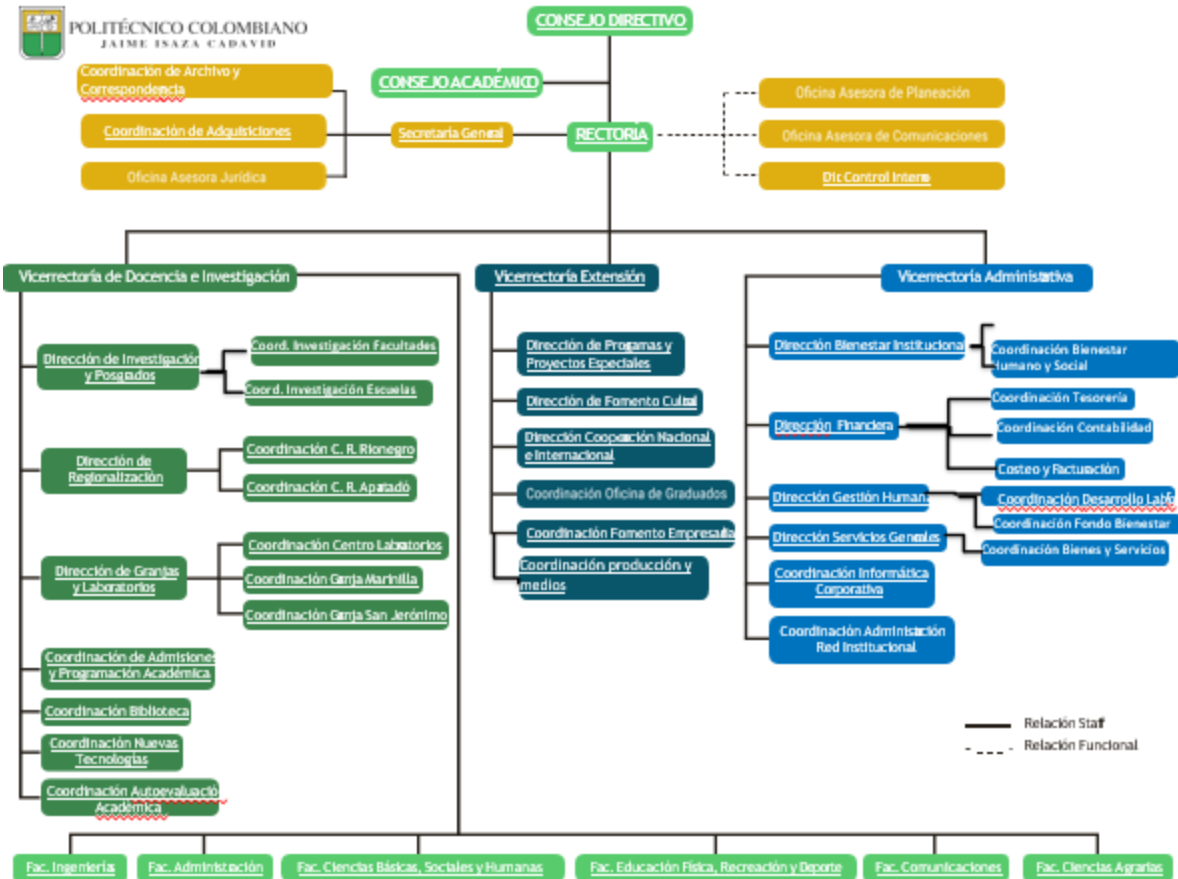 POLITÉCNICO COLOMBIANO
JAIME ISAZA CADAVID
CONSEJO DIRECTIVO
CONSEJO ACADÉMICO
Coordinación de Archivo y
Correspondencia
Coordinación de Adquisiciones
Oficina Asesora Jurídica
Secretaría General
RECTORÍA
Oficina Asesora de Planeación
Oficina Asesora de Comunicaciones
Dir. Control Interno
Vicerrectoría de Docencia e Investigación
Vicerrectoría Extensión
Vicerrectoría Administrativa
Dirección de Investigación
y Posgrados
Coord. Investigación Facultades
Coord. Investigación Escuelas
Dirección de
Regionalización
Coordinación C. R. Rionegro
Coordinación C. R. Apartadó
Dirección de Granjas
y Laboratorios
Coordinación Centro Laboratorios
Coordinación Granja Marinilla
Coordinación Granja San Jerónimo
Coordinación de Admisiones
y Programación Académica
Coordinación Biblioteca
Coordinación Nuevas
Tecnologías
Coordinación Autoevaluació
Académica
Dirección de Programas y
Proyectos Especiales
Dirección de Fomento Cultural
Dirección Cooperación Nacional
e Internacional
Coordinación Oficina de Graduados
Coordinación Fomento Empresarial
Coordinación producción y
medios
Dirección Bienestar Institucional
Coordinación Bienestar
Humano y Social
Dirección Financiera
Coordinación Tesorería
Coordinación Contabilidad
Costeo y Facturación
Dirección Gestión Humana
Coordinación Desarrollo
Coordinación Fondo Bienestar
Dirección Servicios Generales
Coordinación Bienes y Servicios
Coordinación Informática
Corporativa
Coordinación Administración
Red Institucional
Relación Staff
Relación Funcional
Fac. Ingenierías
Fac. Administración
Fac. Ciencias Básicas, Sociales y Humanas
Fac. Educación Física, Recreación y Deporte
Fac. Comunicaciones
Fac. Ciencias Agrarias